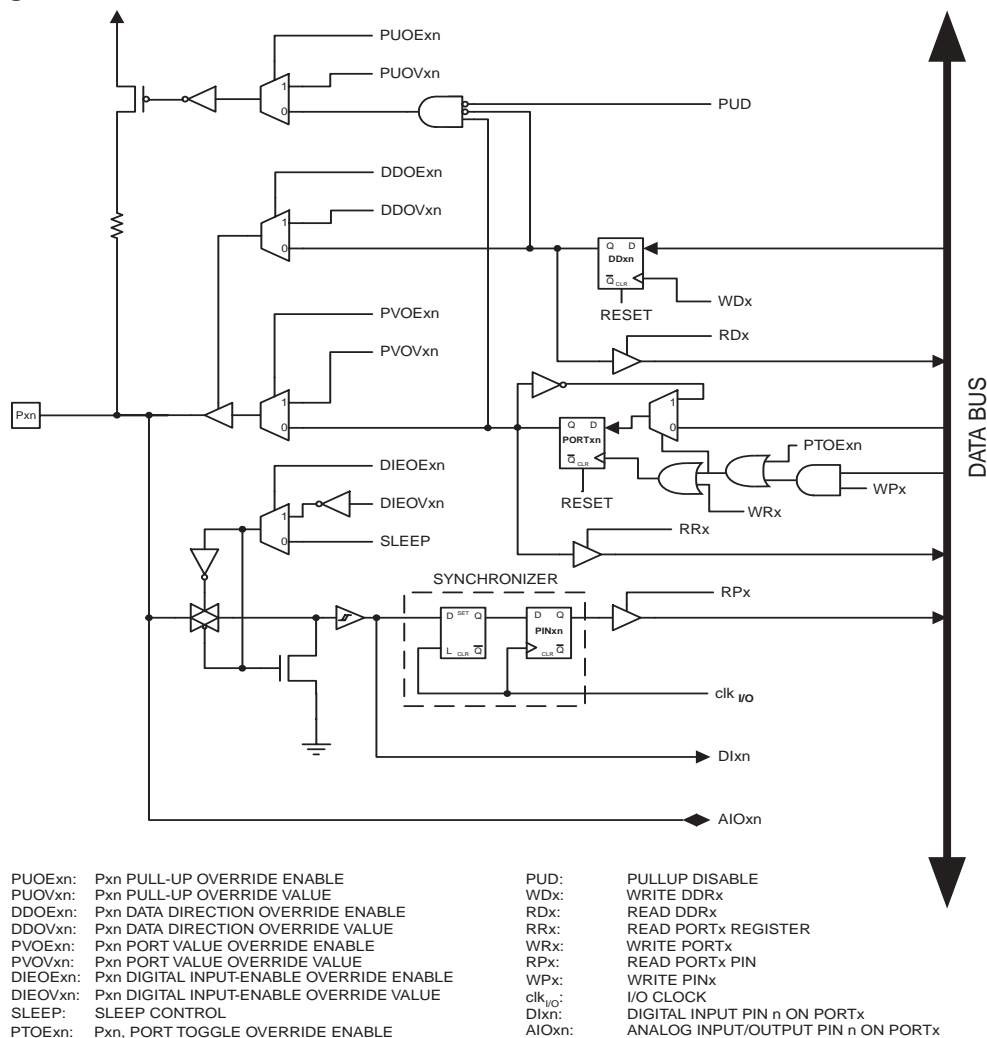 PUOExn
PUOVxn
1
0
PUD
DDOExn
DDOVxn
1
0
Q D
DDxn
Q CLR
WDx
RESET
RDx
PVOExn
PVOVxn
1
0
Pxn
1
0
Q D
PORTxn
Q CLR
PTOExn
WPx
RESET
WRx
RRx
DATA BUS
DIEOExn
DIEOVxn
1
0
SLEEP
SYNCHRONIZER
RPx
D SET Q
L CLR Q
D Q
PINxn
CLR Q
clk I/O
DIxn
AIOxn
PUOExn: Pxn PULL-UP OVERRIDE ENABLE
PUOVxn: Pxn PULL-UP OVERRIDE VALUE
DDOExn: Pxn DATA DIRECTION OVERRIDE ENABLE
DDOVxn: Pxn DATA DIRECTION OVERRIDE VALUE
PVOExn: Pxn PORT VALUE OVERRIDE ENABLE
PVOVxn: Pxn PORT VALUE OVERRIDE VALUE
DIEOExn: Pxn DIGITAL INPUT-ENABLE OVERRIDE ENABLE
DIEOVxn: Pxn DIGITAL INPUT-ENABLE OVERRIDE VALUE
SLEEP: SLEEP CONTROL
PTOExn: Pxn, PORT TOGGLE OVERRIDE ENABLE
PUD: PULLUP DISABLE
WDx: WRITE DDRx
RDx: READ DDRx
RRx: READ PORTx REGISTER
WRx: WRITE PORTx
RPx: READ PORTx PIN
WPx: WRITE PINx
clk I/O: I/O CLOCK
DIxn: DIGITAL INPUT PIN n ON PORTx
AIOxn: ANALOG INPUT/OUTPUT PIN n ON PORTx